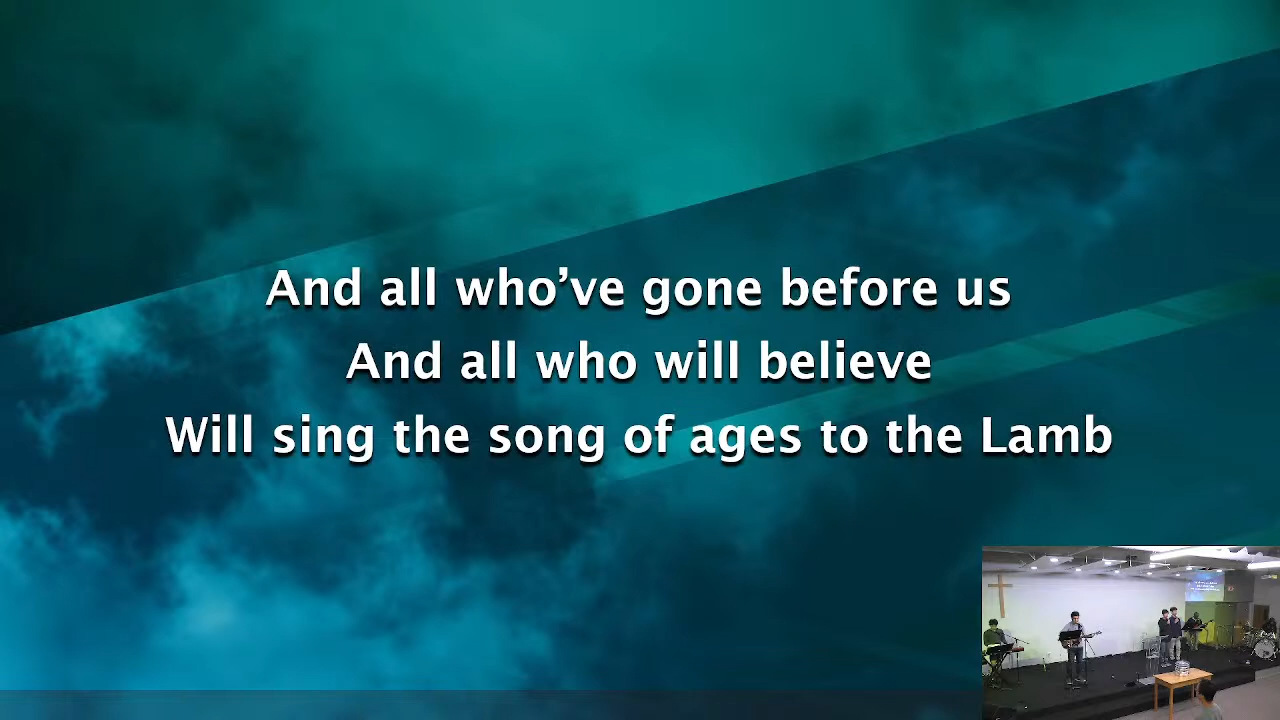 And all who’ve gone before us
And all who will believe
Will sing the song of ages to the Lamb